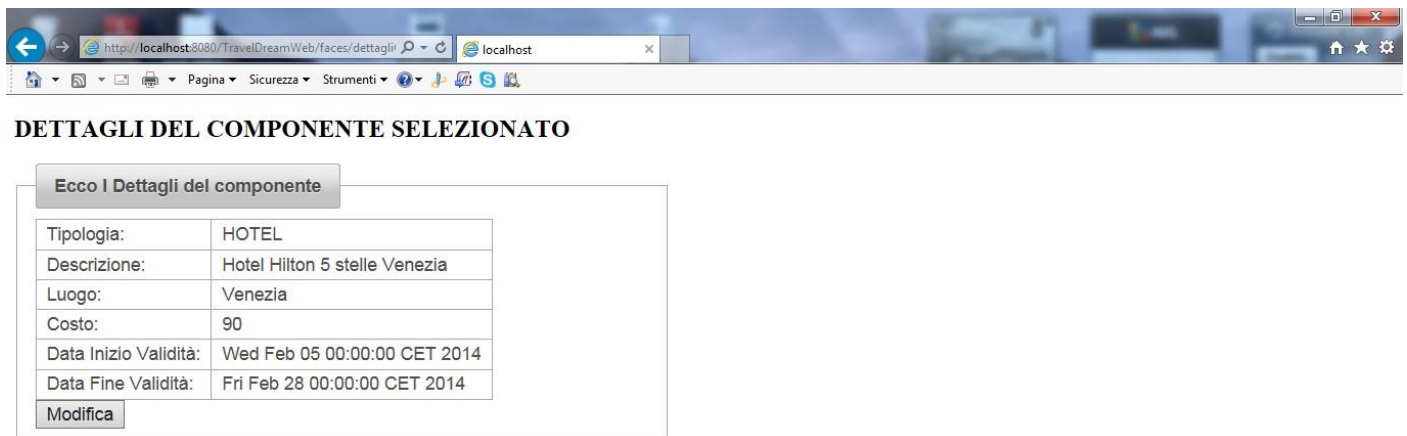 http://localhost:8080/TravelDreamWeb/faces/dettagli
localhost
Pagina Sicurezza Strumenti
DETTAGLI DEL COMPONENTE SELEZIONATO
Ecco I Dettagli del componente
Tipologia: HOTEL
Descrizione: Hotel Hilton 5 stelle Venezia
Luogo: Venezia
Costo: 90
Data Inizio Validità: Wed Feb 05 00:00:00 CET 2014
Data Fine Validità: Fri Feb 28 00:00:00 CET 2014
Modifica